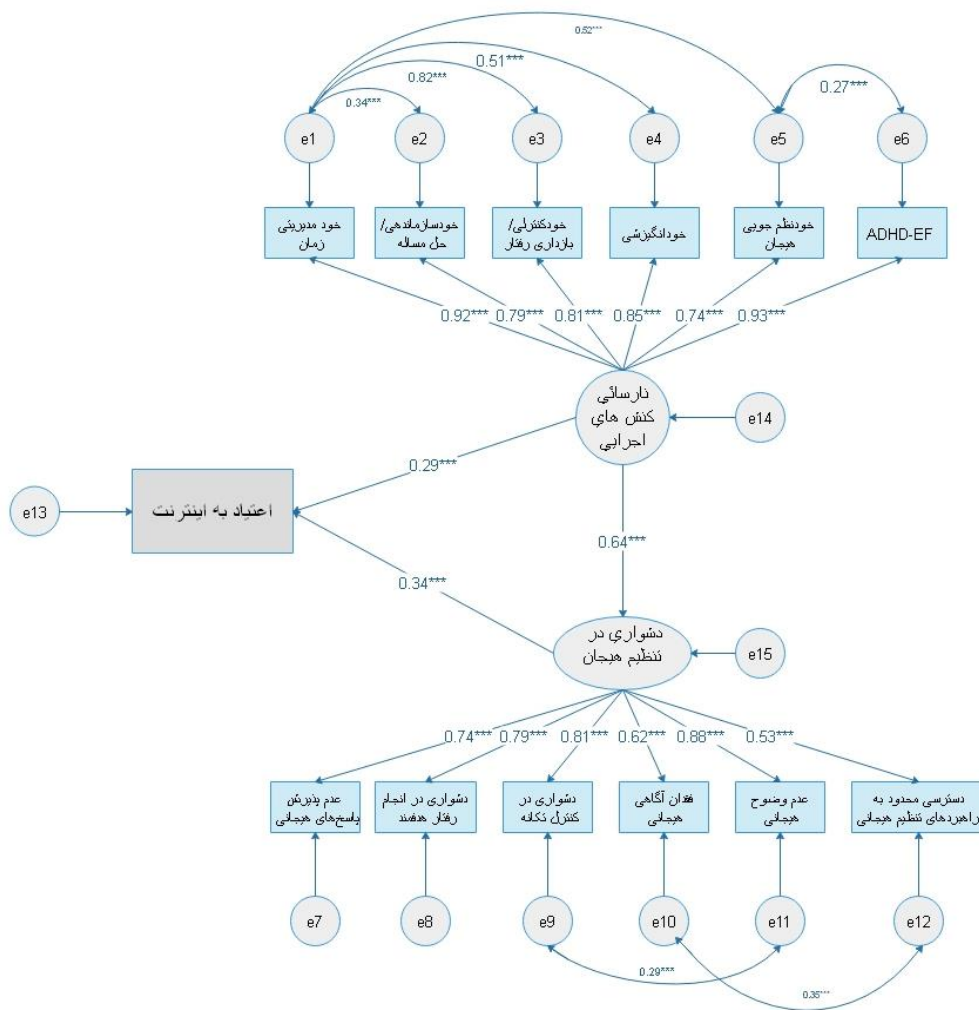 0.52***
0.51***
0.82***
0.34***
0.27***
e1
e2
e3
e4
e5
e6
خود مدیریتی
زمان
خودسازماندهی/
حل مساله
خودکنترلی/
بازداری رفتار
خودانگیزشی
خودنظم جویی
هیجان
ADHD-EF
0.92***
0.79***
0.81***
0.85***
0.74***
0.93***
نارسائي
کنش هاي
اجرايي
e14
0.29***
e13
اعتیاد به اینترنت
0.64***
0.34***
دشواري در
تنظیم هیجان
e15
0.74***
0.79***
0.81***
0.62***
0.88***
0.53***
عدم پذیرش
پاسخ‌های هیجانی
دشواری در انجام
رفتار هدفمند
دشواری در
کنترل تکانه
فقدان آگاهی
هیجانی
عدم وضوح
هیجانی
دسترسی محدود به
راهبردهای تنظیم هیجانی
e7
e8
e9
e10
e11
e12
0.29***
0.35***